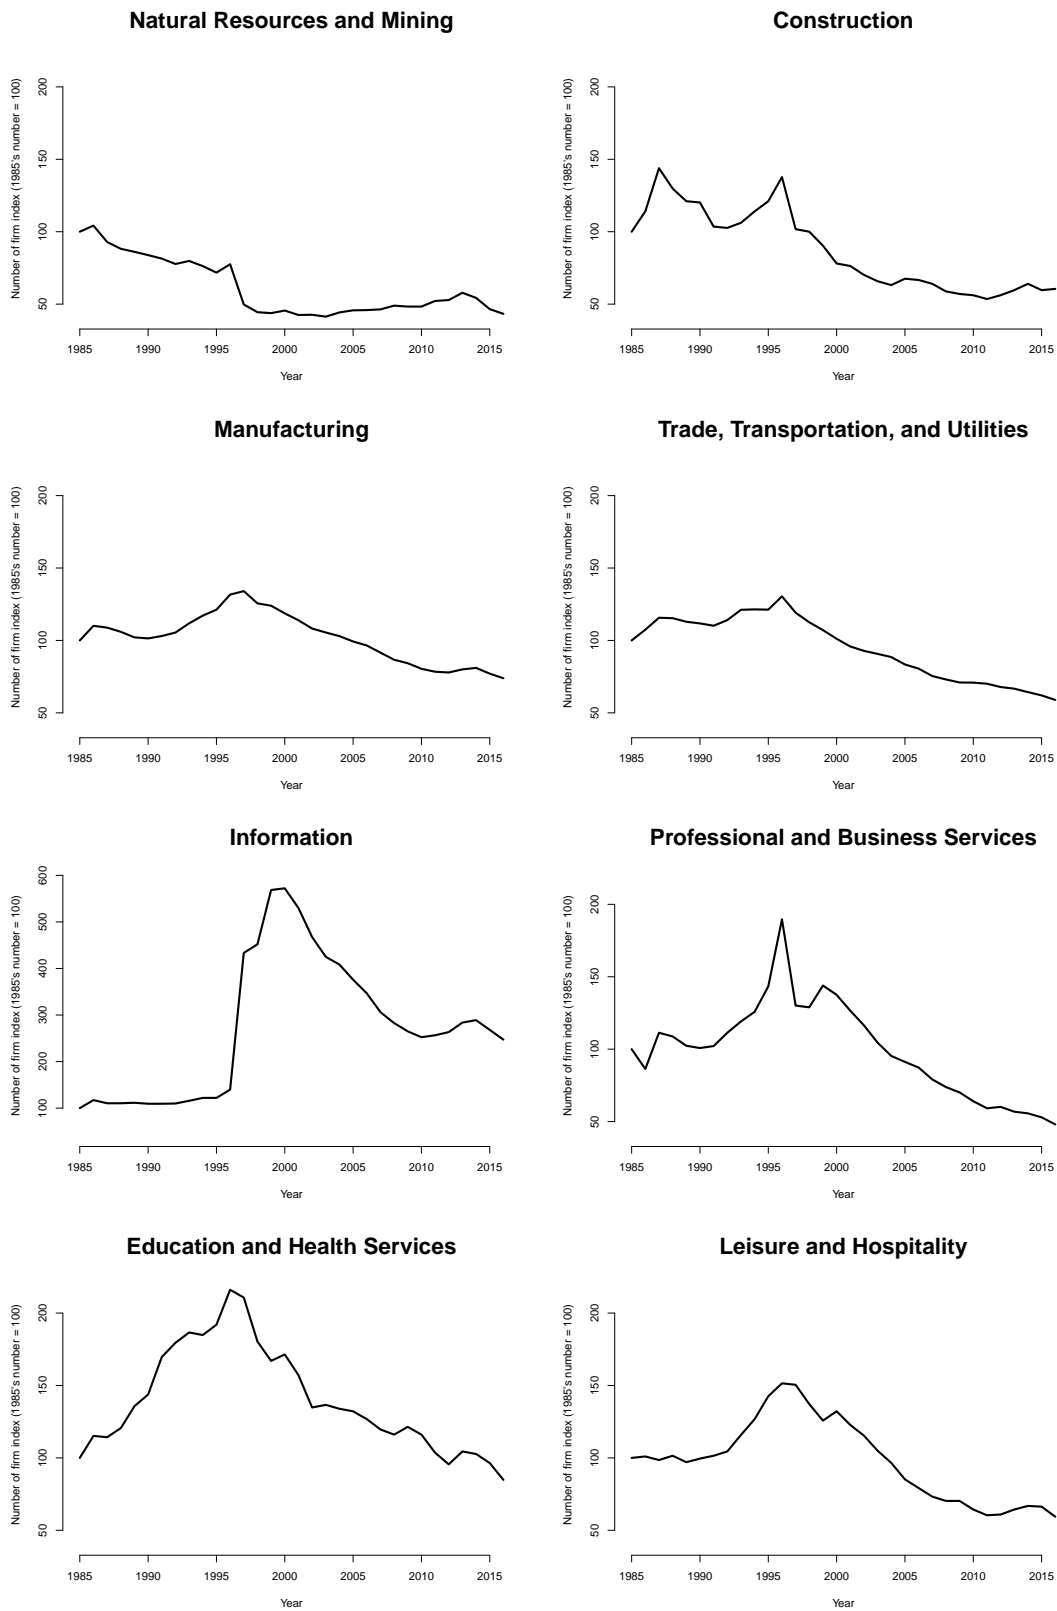 Natural Resources and Mining
Number of firm index (1985's number = 100)
200
150
100
50
1985 1990 1995 2000 2005 2010 2015
Year
Construction
Number of firm index (1985's number = 100)
200
150
100
50
1985 1990 1995 2000 2005 2010 2015
Year
Manufacturing
Number of firm index (1985's number = 100)
200
150
100
50
1985 1990 1995 2000 2005 2010 2015
Year
Trade, Transportation, and Utilities
Number of firm index (1985's number = 100)
200
150
100
50
1985 1990 1995 2000 2005 2010 2015
Year
Information
Number of firm index (1985's number = 100)
600
500
400
300
200
100
1985 1990 1995 2000 2005 2010 2015
Year
Professional and Business Services
Number of firm index (1985's number = 100)
200
150
100
50
1985 1990 1995 2000 2005 2010 2015
Year
Education and Health Services
Number of firm index (1985's number = 100)
200
150
100
50
1985 1990 1995 2000 2005 2010 2015
Year
Leisure and Hospitality
Number of firm index (1985's number = 100)
200
150
100
50
1985 1990 1995 2000 2005 2010 2015
Year